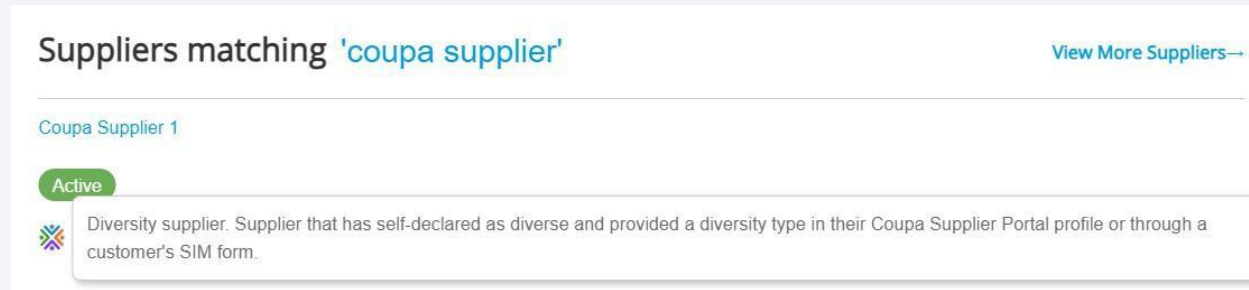 Suppliers matching 'coupa supplier'
View More Suppliers→
Coupa Supplier 1
Active
Diversity supplier. Supplier that has self-declared as diverse and provided a diversity type in their Coupa Supplier Portal profile or through a
customer's SIM form.